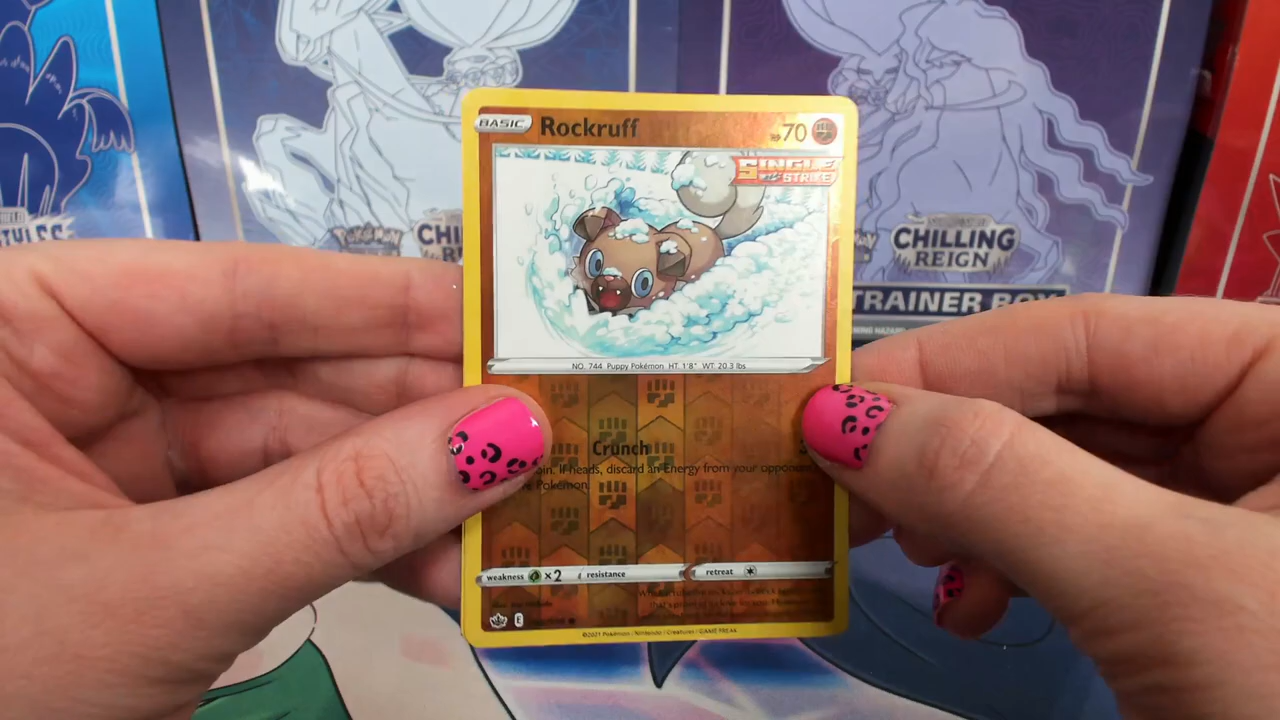 BASIC Rockruff 70
SINGLE
STRIKE
NO. 744 Puppy Pokémon HT: 1'8" WT: 20.3 lbs
Crunch
coin. If heads, discard an Energy from your opponent
Pokémon.
weakness ×2 resistance retreat
E
©2021 Pokémon / Nintendo / Creatures / GAME FREAK
Pokémon
CHI
CHILLING
REIGN
TRAINER BOX